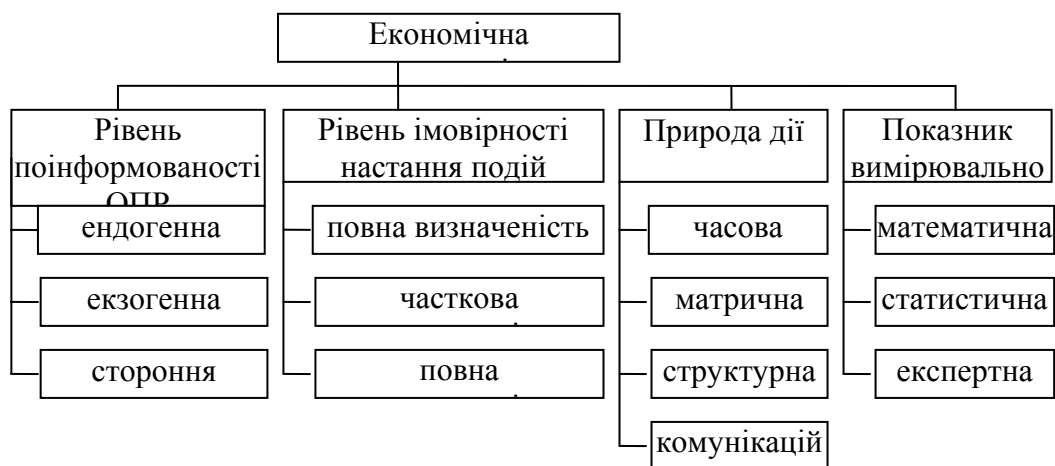 Економічна
Рівень
поінформованості
ОПР
ендогенна
екзогенна
стороння
Рівень імовірності
настання подій
повна визначеність
часткова
повна
Природа дії
часова
матрична
структурна
комунікацій
Показник
вимірювально
математична
статистична
експертна